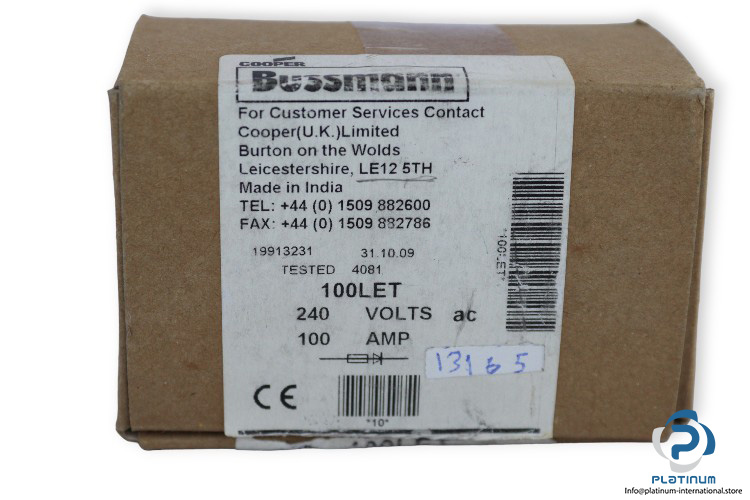 COOPER
Bussmann
For Customer Services Contact
Cooper(U.K.)Limited
Burton on the Wolds
Leicestershire, LE12 5TH
Made in India
TEL: +44 (0) 1509 882600
FAX: +44 (0) 1509 882786
19913231 31.10.09
TESTED 4081
100LET
240 VOLTS ac
100 AMP
13165
CE
"10"
*100LET*
100LET
PLATINUM
Info@platinum-international.store